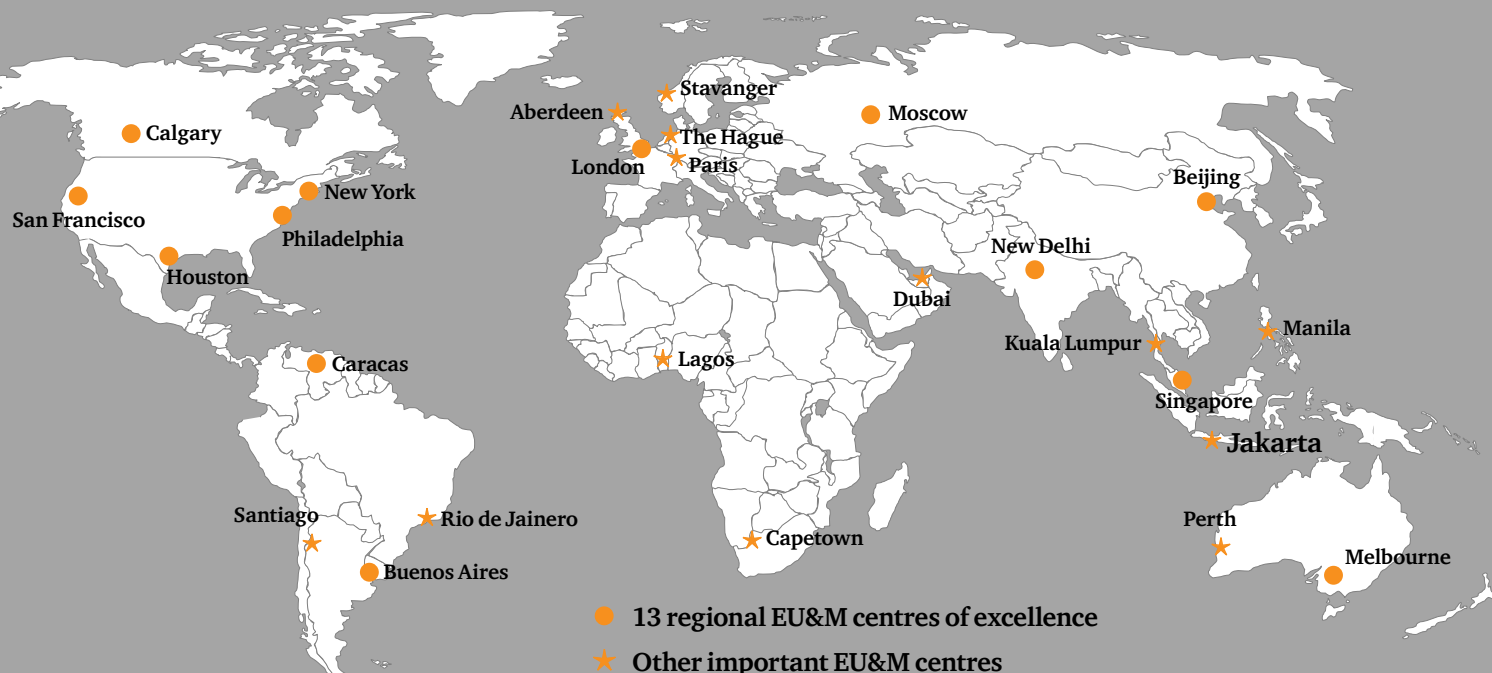 Stavanger
Aberdeen
Moscow
Calgary
The Hague
London
Paris
Beijing
New York
San Francisco
Philadelphia
New Delhi
Houston
Dubai
Manila
Kuala Lumpur
Lagos
Caracas
Singapore
Jakarta
Santiago
Rio de Jainero
Perth
Capetown
Melbourne
Buenos Aires
13 regional EU&M centres of excellence
Other important EU&M centres